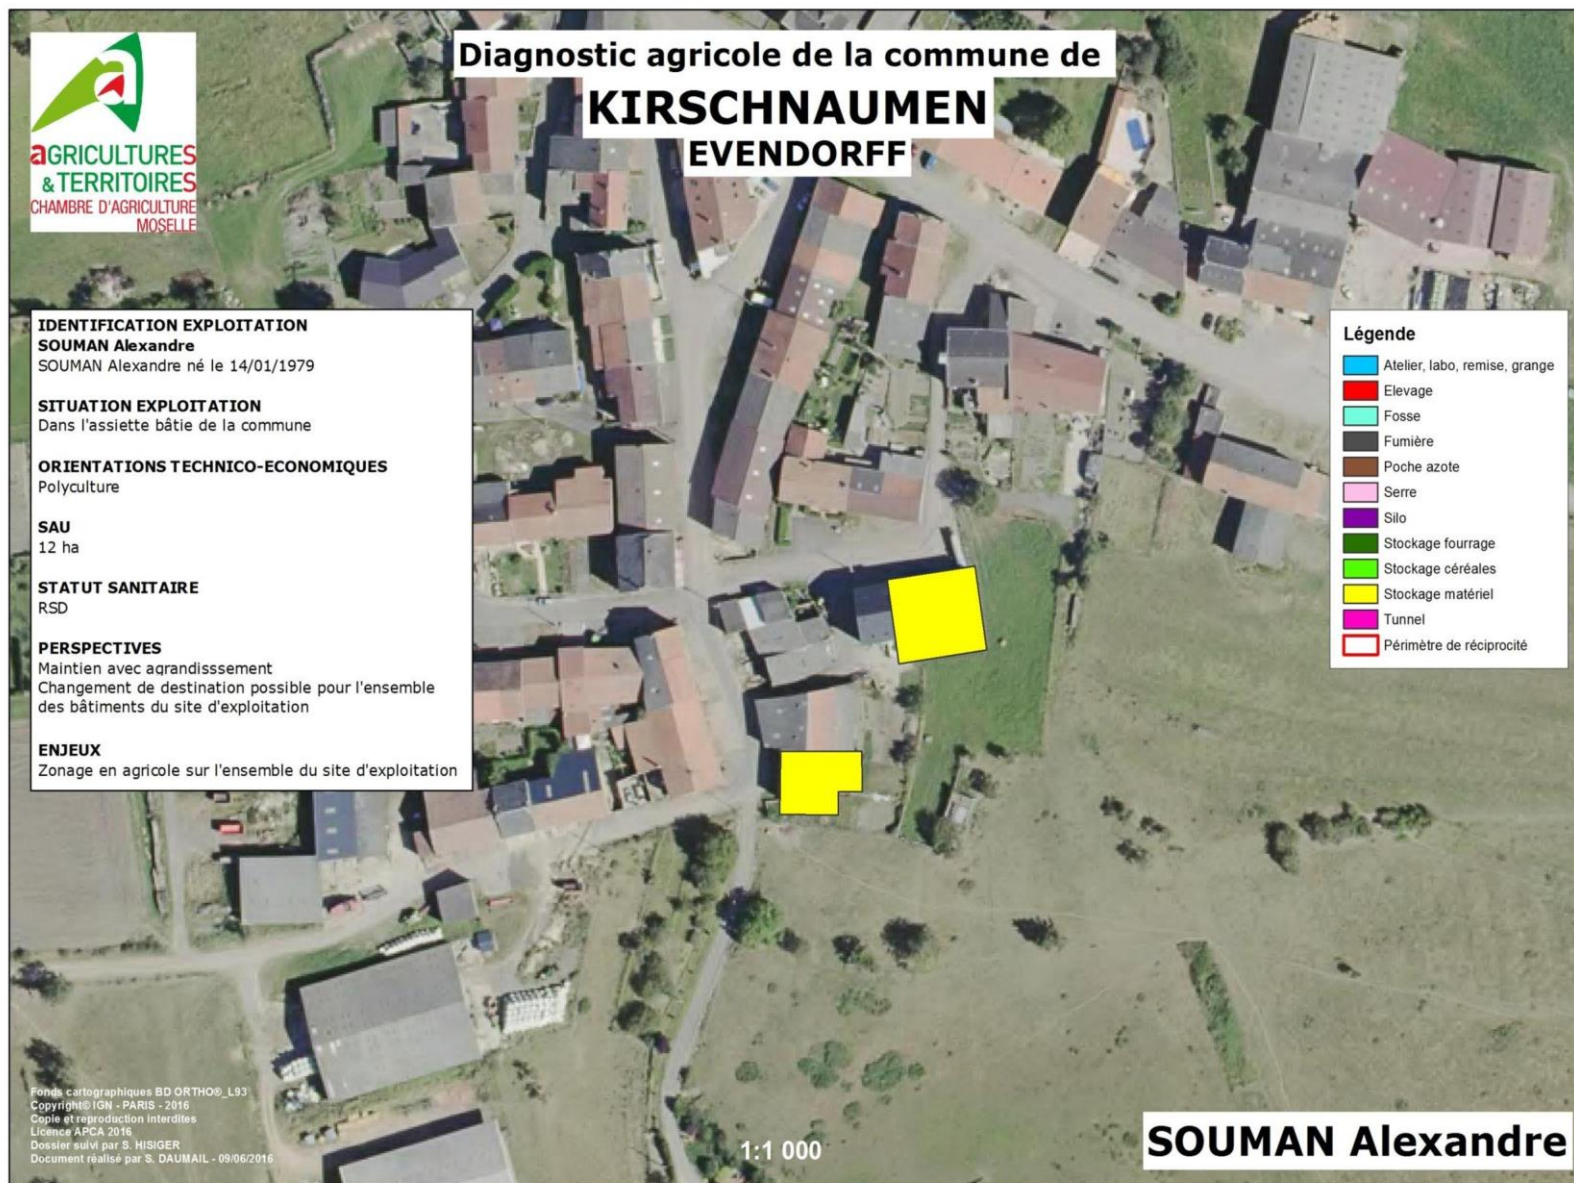 Diagnostic agricole de la commune de
KIRSCHNAUMEN
EVENDORFF
aGRICULTURES
& TERRITOIRES
CHAMBRE D'AGRICULTURE
MOSELLE
IDENTIFICATION EXPLOITATION
SOUMAN Alexandre
SOUMAN Alexandre né le 14/01/1979
SITUATION EXPLOITATION
Dans l'assiette bâtie de la commune
ORIENTATIONS TECHNICO-ECONOMIQUES
Polyculture
SAU
12 ha
STATUT SANITAIRE
RSD
PERSPECTIVES
Maintien avec agrandisssement
Changement de destination possible pour l'ensemble
des bâtiments du site d'exploitation
ENJEUX
Zonage en agricole sur l'ensemble du site d'exploitation
Légende
Atelier, labo, remise, grange
Elevage
Fosse
Fumière
Poche azote
Serre
Silo
Stockage fourrage
Stockage céréales
Stockage matériel
Tunnel
Périmètre de réciprocité
Fonds cartographiques BD ORTHO®_L93
Copyright© IGN - PARIS - 2016
Copie et reproduction interdites
Licence APCA 2016
Dossier suivi par S. HISIGER
Document réalisé par S. DAUMAIL - 09/06/2016
1:1 000
SOUMAN Alexandre